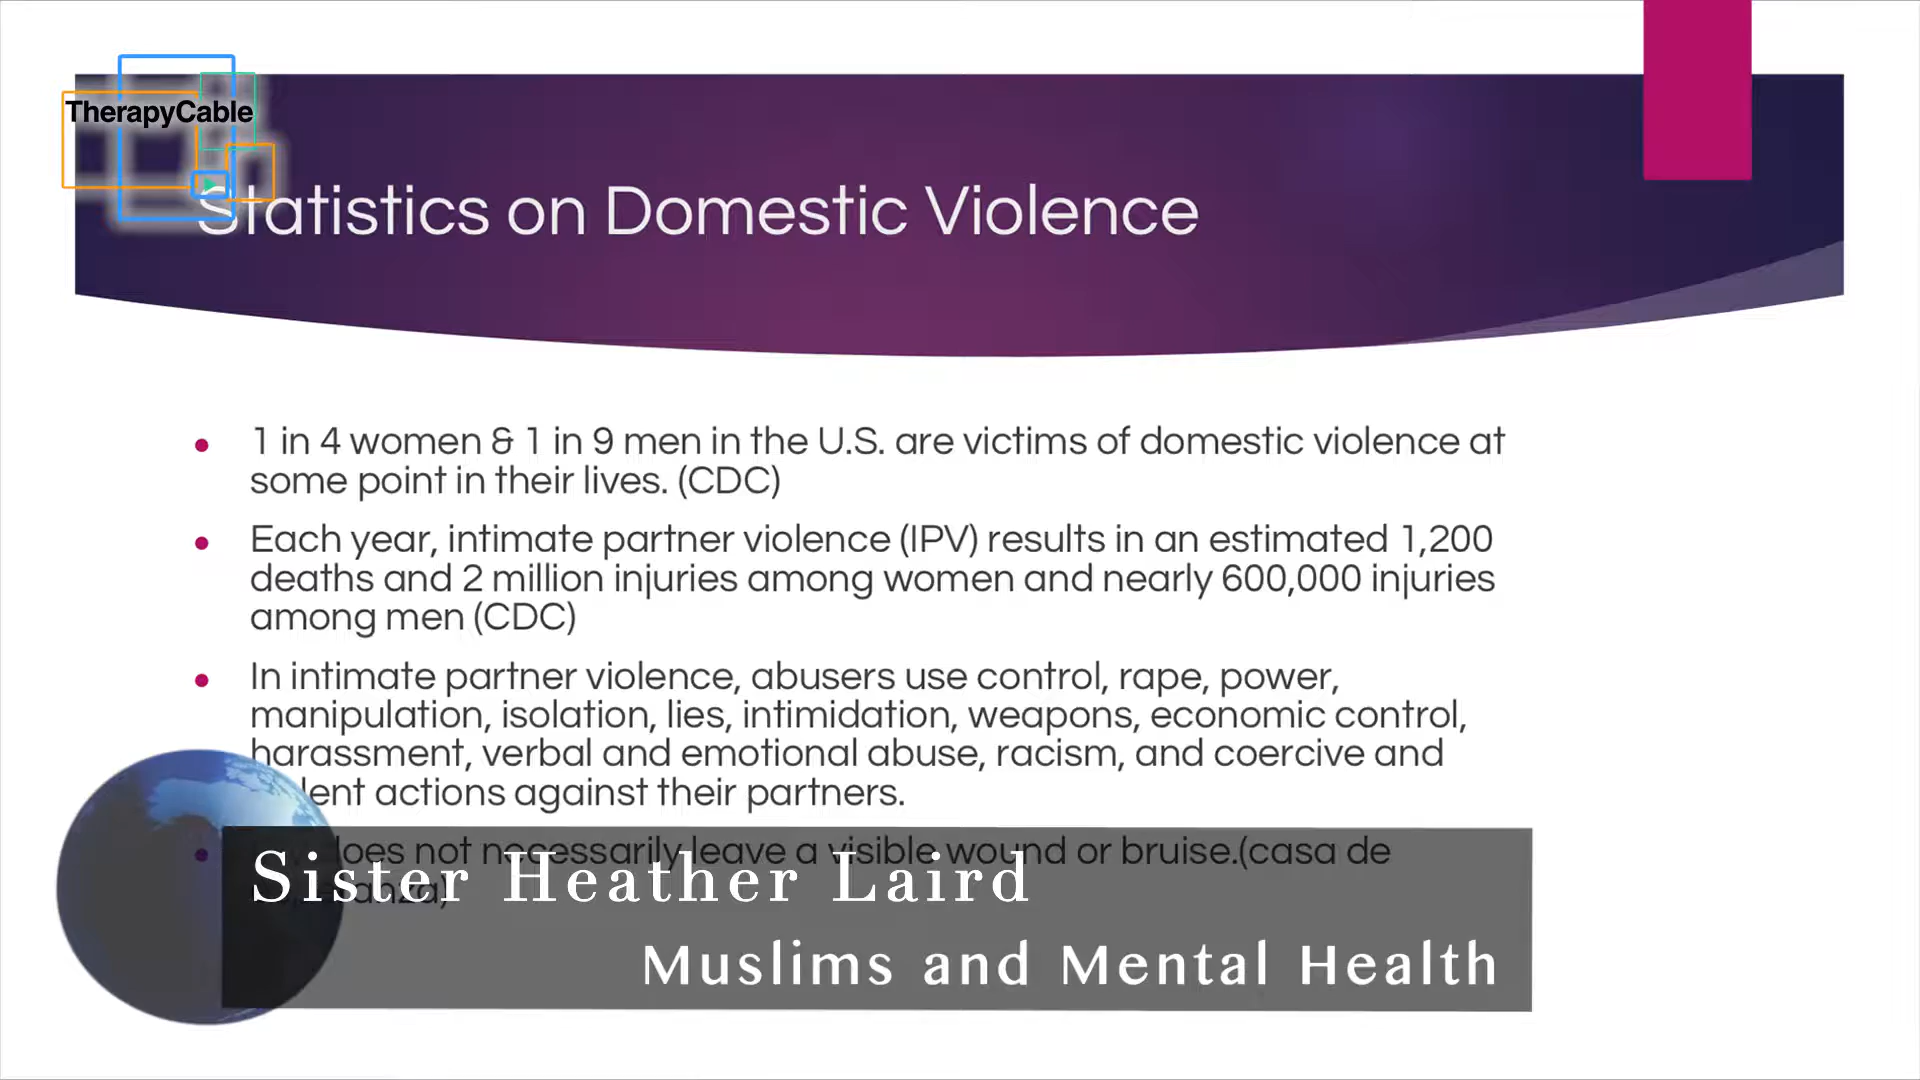 TherapyCable
Statistics on Domestic Violence
1 in 4 women & 1 in 9 men in the U.S. are victims of domestic violence at
some point in their lives. (CDC)
Each year, intimate partner violence (IPV) results in an estimated 1,200
deaths and 2 million injuries among women and nearly 600,000 injuries
among men (CDC)
In intimate partner violence, abusers use control, rape, power,
manipulation, isolation, lies, intimidation, weapons, economic control,
harassment, verbal and emotional abuse, racism, and coercive and
actions against their partners.
does not necessarily leave a visible wound or bruise.(casa de
Sister Heather Laird
Muslims and Mental Health